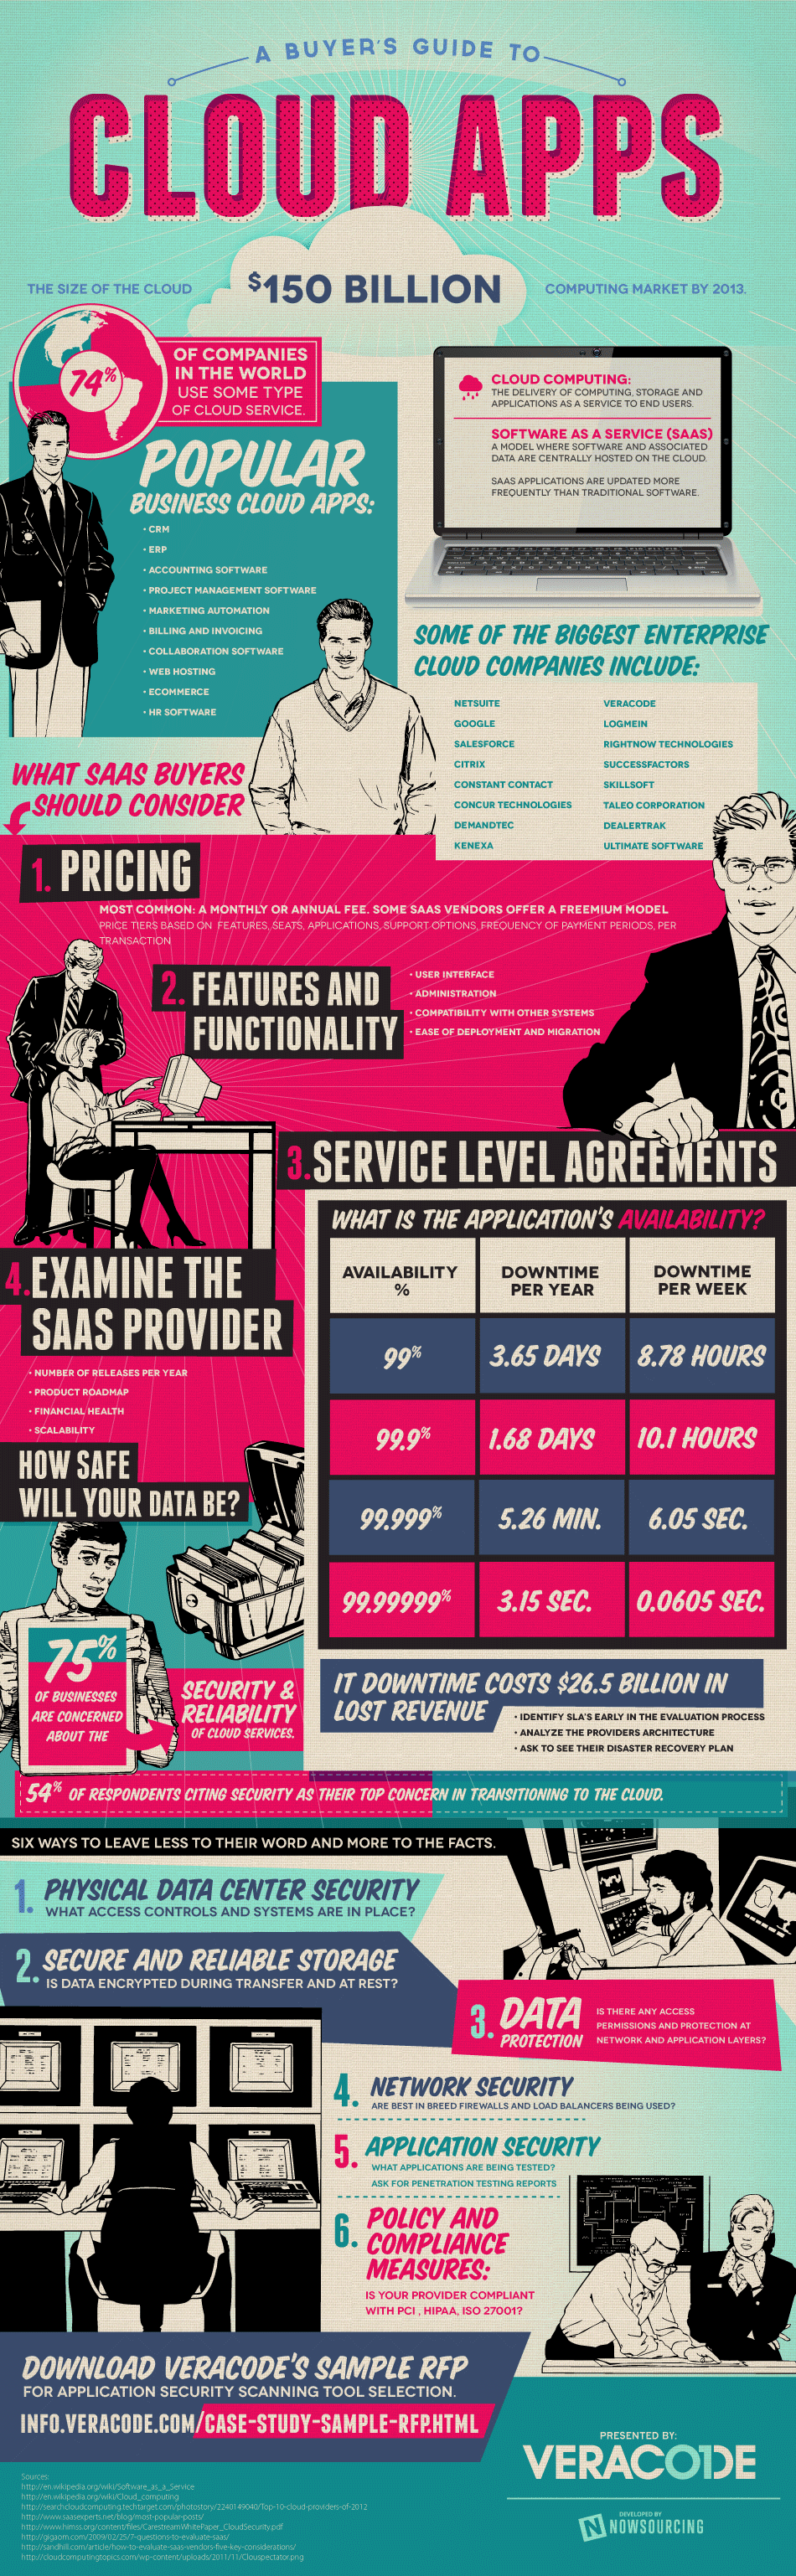 A BUYER'S GUIDE TO
CLOUD APPS
THE SIZE OF THE CLOUD
$150 BILLION
COMPUTING MARKET BY 2013.
74%
OF COMPANIES
IN THE WORLD
USE SOME TYPE
OF CLOUD SERVICE.
CLOUD COMPUTING:
THE DELIVERY OF COMPUTING, STORAGE AND
APPLICATIONS AS A SERVICE TO END USERS.
SOFTWARE AS A SERVICE (SAAS)
A MODEL WHERE SOFTWARE AND ASSOCIATED
DATA ARE CENTRALLY HOSTED ON THE CLOUD.
SAAS APPLICATIONS ARE UPDATED MORE
FREQUENTLY THAN TRADITIONAL SOFTWARE.
POPULAR
BUSINESS CLOUD APPS:
• CRM
• ERP
• ACCOUNTING SOFTWARE
• PROJECT MANAGEMENT SOFTWARE
• MARKETING AUTOMATION
• BILLING AND INVOICING
• COLLABORATION SOFTWARE
• WEB HOSTING
• ECOMMERCE
• HR SOFTWARE
SOME OF THE BIGGEST ENTERPRISE
CLOUD COMPANIES INCLUDE:
NETSUITE
GOOGLE
SALESFORCE
CITRIX
CONSTANT CONTACT
CONCUR TECHNOLOGIES
DEMANDTEC
KENEXA
VERACODE
LOGMEIN
RIGHTNOW TECHNOLOGIES
SUCCESSFACTORS
SKILLSOFT
TALEO CORPORATION
DEALERTRAK
ULTIMATE SOFTWARE
WHAT SAAS BUYERS
SHOULD CONSIDER
1. PRICING
MOST COMMON: A MONTHLY OR ANNUAL FEE. SOME SAAS VENDORS OFFER A FREEMIUM MODEL
PRICE TIERS BASED ON FEATURES, SEATS, APPLICATIONS, SUPPORT OPTIONS, FREQUENCY OF PAYMENT PERIODS, PER
TRANSACTION
2. FEATURES AND
FUNCTIONALITY
• USER INTERFACE
• ADMINISTRATION
• COMPATIBILITY WITH OTHER SYSTEMS
• EASE OF DEPLOYMENT AND MIGRATION
3. SERVICE LEVEL AGREEMENTS
WHAT IS THE APPLICATION'S AVAILABILITY?
AVAILABILITY
%
DOWNTIME
PER YEAR
DOWNTIME
PER WEEK
99% 3.65 DAYS 8.78 HOURS
99.9% 1.68 DAYS 10.1 HOURS
99.999% 5.26 MIN. 6.05 SEC.
99.99999% 3.15 SEC. 0.0605 SEC.
IT DOWNTIME COSTS $26.5 BILLION IN
LOST REVENUE
• IDENTIFY SLA'S EARLY IN THE EVALUATION PROCESS
• ANALYZE THE PROVIDERS ARCHITECTURE
• ASK TO SEE THEIR DISASTER RECOVERY PLAN
4. EXAMINE THE
SAAS PROVIDER
• NUMBER OF RELEASES PER YEAR
• PRODUCT ROADMAP
• FINANCIAL HEALTH
• SCALABILITY
HOW SAFE
WILL YOUR DATA BE?
75%
OF BUSINESSES
ARE CONCERNED
ABOUT THE
SECURITY &
RELIABILITY
OF CLOUD SERVICES.
54% OF RESPONDENTS CITING SECURITY AS THEIR TOP CONCERN IN TRANSITIONING TO THE CLOUD.
SIX WAYS TO LEAVE LESS TO THEIR WORD AND MORE TO THE FACTS.
1. PHYSICAL DATA CENTER SECURITY
WHAT ACCESS CONTROLS AND SYSTEMS ARE IN PLACE?
2. SECURE AND RELIABLE STORAGE
IS DATA ENCRYPTED DURING TRANSFER AND AT REST?
3. DATA
PROTECTION
IS THERE ANY ACCESS
PERMISSIONS AND PROTECTION AT
NETWORK AND APPLICATION LAYERS?
4. NETWORK SECURITY
ARE BEST IN BREED FIREWALLS AND LOAD BALANCERS BEING USED?
5. APPLICATION SECURITY
WHAT APPLICATIONS ARE BEING TESTED?
ASK FOR PENETRATION TESTING REPORTS
6. POLICY AND
COMPLIANCE
MEASURES:
IS YOUR PROVIDER COMPLIANT
WITH PCI , HIPAA, ISO 27001?
DOWNLOAD VERACODE'S SAMPLE RFP
FOR APPLICATION SECURITY SCANNING TOOL SELECTION.
INFO.VERACODE.COM/CASE-STUDY-SAMPLE-RFP.HTML
Sources:
http://en.wikipedia.org/wiki/Software_as_a_Service
http://en.wikipedia.org/wiki/Cloud_computing
http://searchcloudcomputing.techtarget.com/photostory/2240149040/Top-10-cloud-providers-of-2012
http://www.saasexperts.net/blog/most-popular-posts/
http://www.himss.org/content/files/CarestreamWhitePaper_CloudSecurity.pdf
http://gigaom.com/2009/02/25/7-questions-to-evaluate-saas/
http://sandhill.com/article/how-to-evaluate-saas-vendors-five-key-considerations/
http://cloudcomputingtopics.com/wp-content/uploads/2011/11/Clouspectator.png
PRESENTED BY:
VERACODE
DEVELOPED BY
N NOWSOURCING